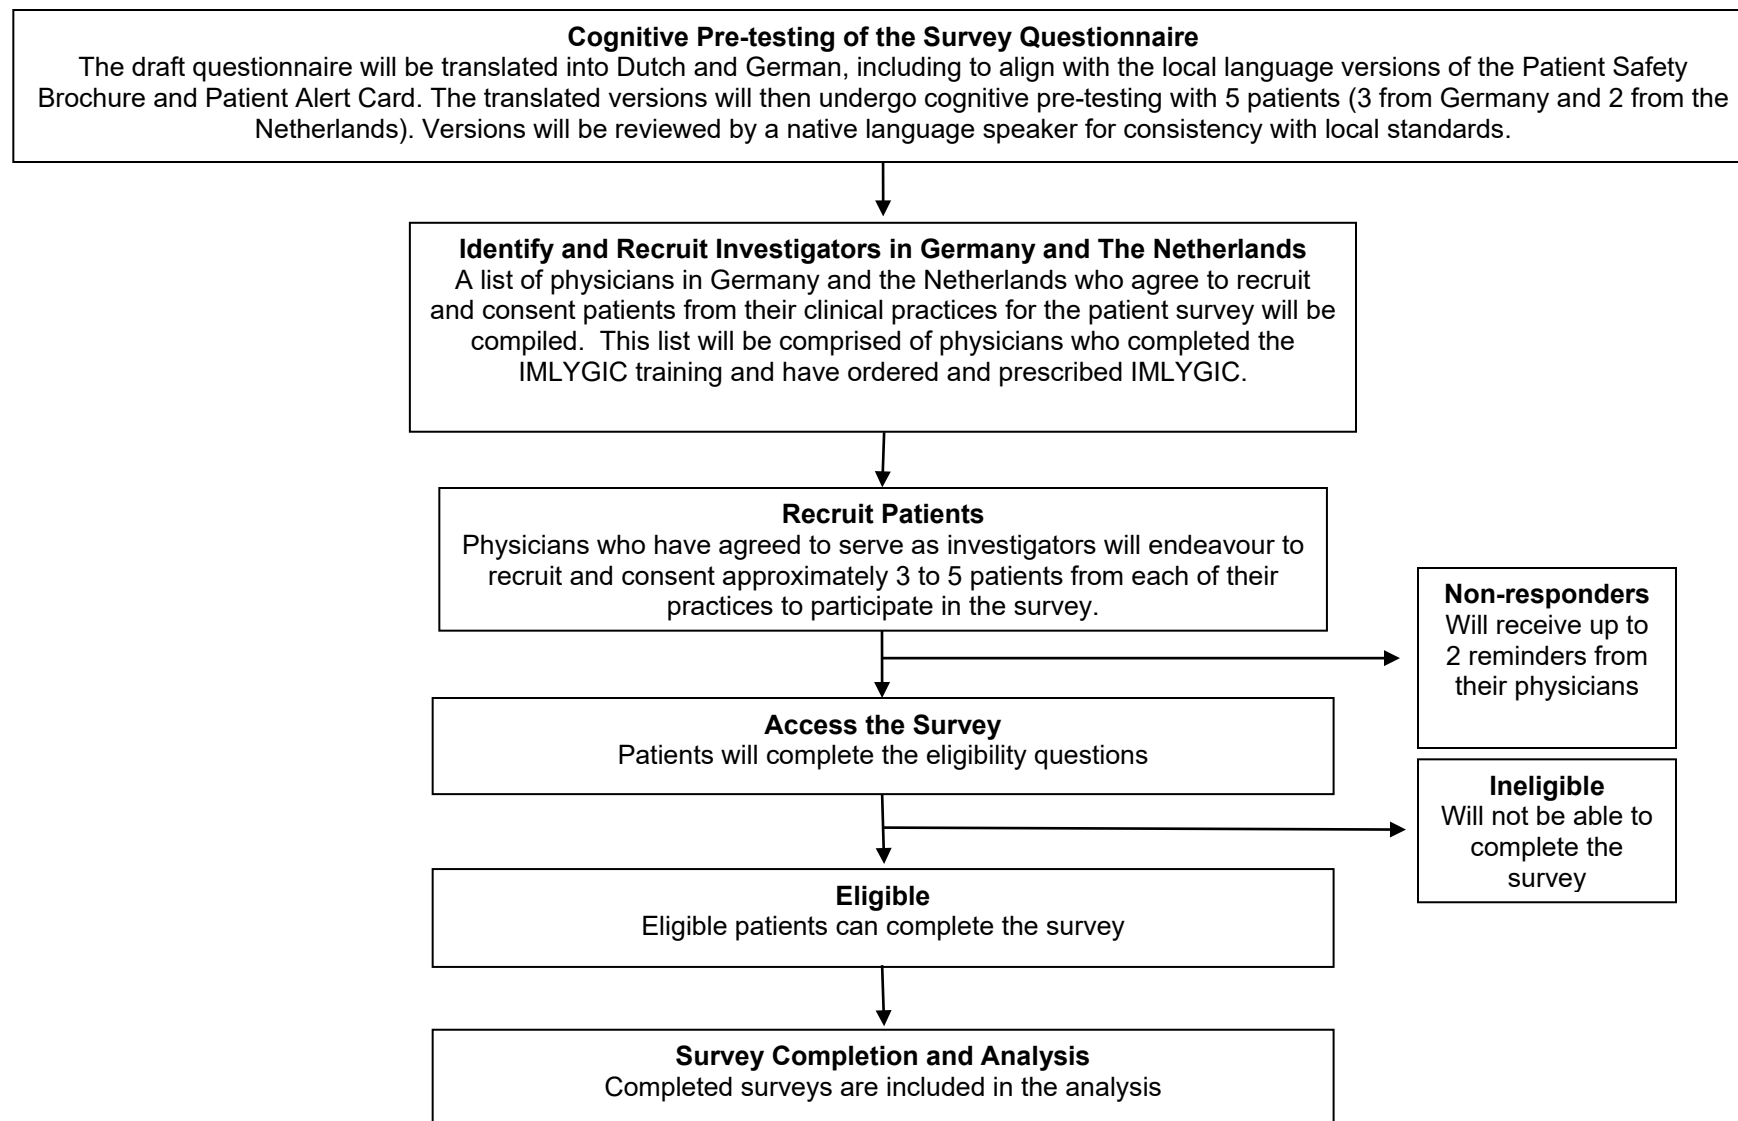 Cognitive Pre-testing of the Survey Questionnaire
The draft questionnaire will be translated into Dutch and German, including to align with the local language versions of the Patient Safety
Brochure and Patient Alert Card. The translated versions will then undergo cognitive pre-testing with 5 patients (3 from Germany and 2 from the
Netherlands). Versions will be reviewed by a native language speaker for consistency with local standards.
Identify and Recruit Investigators in Germany and The Netherlands
A list of physicians in Germany and the Netherlands who agree to recruit
and consent patients from their clinical practices for the patient survey will be
compiled.  This list will be comprised of physicians who completed the
IMLYGIC training and have ordered and prescribed IMLYGIC.
Recruit Patients
Physicians who have agreed to serve as investigators will endeavour to
recruit and consent approximately 3 to 5 patients from each of their
practices to participate in the survey.
Non-responders
Will receive up to
2 reminders from
their physicians
Access the Survey
Patients will complete the eligibility questions
Ineligible
Will not be able to
complete the
survey
Eligible
Eligible patients can complete the survey
Survey Completion and Analysis
Completed surveys are included in the analysis